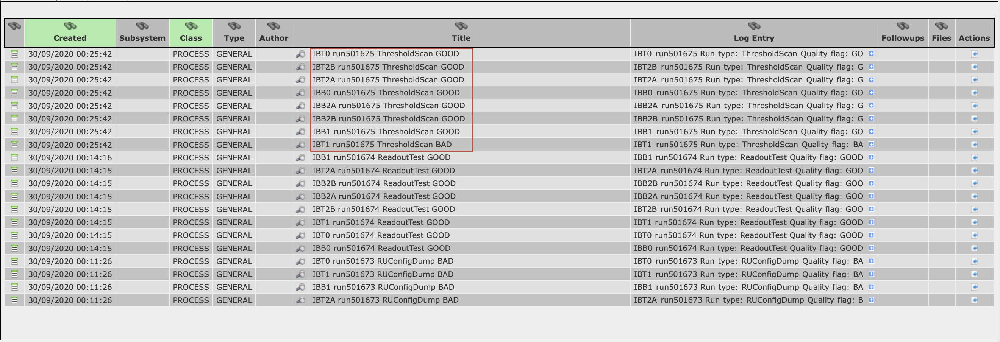 Created Subsystem Class Type Author Title Log Entry Followups Files Actions
30/09/2020 00:25:42 PROCESS GENERAL IBT0 run501675 ThresholdScan GOOD IBT0 run501675 Run type: ThresholdScan Quality flag: GO
30/09/2020 00:25:42 PROCESS GENERAL IBT2B run501675 ThresholdScan GOOD IBT2B run501675 Run type: ThresholdScan Quality flag: G
30/09/2020 00:25:42 PROCESS GENERAL IBT2A run501675 ThresholdScan GOOD IBT2A run501675 Run type: ThresholdScan Quality flag: G
30/09/2020 00:25:42 PROCESS GENERAL IBB0 run501675 ThresholdScan GOOD IBB0 run501675 Run type: ThresholdScan Quality flag: GO
30/09/2020 00:25:42 PROCESS GENERAL IBB2A run501675 ThresholdScan GOOD IBB2A run501675 Run type: ThresholdScan Quality flag: G
30/09/2020 00:25:42 PROCESS GENERAL IBB2B run501675 ThresholdScan GOOD IBB2B run501675 Run type: ThresholdScan Quality flag: G
30/09/2020 00:25:42 PROCESS GENERAL IBB1 run501675 ThresholdScan GOOD IBB1 run501675 Run type: ThresholdScan Quality flag: GO
30/09/2020 00:25:42 PROCESS GENERAL IBT1 run501675 ThresholdScan BAD IBT1 run501675 Run type: ThresholdScan Quality flag: BA
30/09/2020 00:14:16 PROCESS GENERAL IBB1 run501674 ReadoutTest GOOD IBB1 run501674 Run type: ReadoutTest Quality flag: GOOD
30/09/2020 00:14:15 PROCESS GENERAL IBT2A run501674 ReadoutTest GOOD IBT2A run501674 Run type: ReadoutTest Quality flag: GOO
30/09/2020 00:14:15 PROCESS GENERAL IBB2B run501674 ReadoutTest GOOD IBB2B run501674 Run type: ReadoutTest Quality flag: GOO
30/09/2020 00:14:15 PROCESS GENERAL IBB2A run501674 ReadoutTest GOOD IBB2A run501674 Run type: ReadoutTest Quality flag: GOO
30/09/2020 00:14:15 PROCESS GENERAL IBT2B run501674 ReadoutTest GOOD IBT2B run501674 Run type: ReadoutTest Quality flag: GOO
30/09/2020 00:14:15 PROCESS GENERAL IBT1 run501674 ReadoutTest GOOD IBT1 run501674 Run type: ReadoutTest Quality flag: GOOD
30/09/2020 00:14:15 PROCESS GENERAL IBT0 run501674 ReadoutTest GOOD IBT0 run501674 Run type: ReadoutTest Quality flag: GOOD
30/09/2020 00:14:15 PROCESS GENERAL IBB0 run501674 ReadoutTest GOOD IBB0 run501674 Run type: ReadoutTest Quality flag: GOOD
30/09/2020 00:11:26 PROCESS GENERAL IBT0 run501673 RUConfigDump BAD IBT0 run501673 Run type: RUConfigDump Quality flag: BA
30/09/2020 00:11:26 PROCESS GENERAL IBT1 run501673 RUConfigDump BAD IBT1 run501673 Run type: RUConfigDump Quality flag: BA
30/09/2020 00:11:26 PROCESS GENERAL IBB1 run501673 RUConfigDump BAD IBB1 run501673 Run type: RUConfigDump Quality flag: BA
30/09/2020 00:11:26 PROCESS GENERAL IBT2A run501673 RUConfigDump BAD IBT2A run501673 Run type: RUConfigDump Quality flag: B